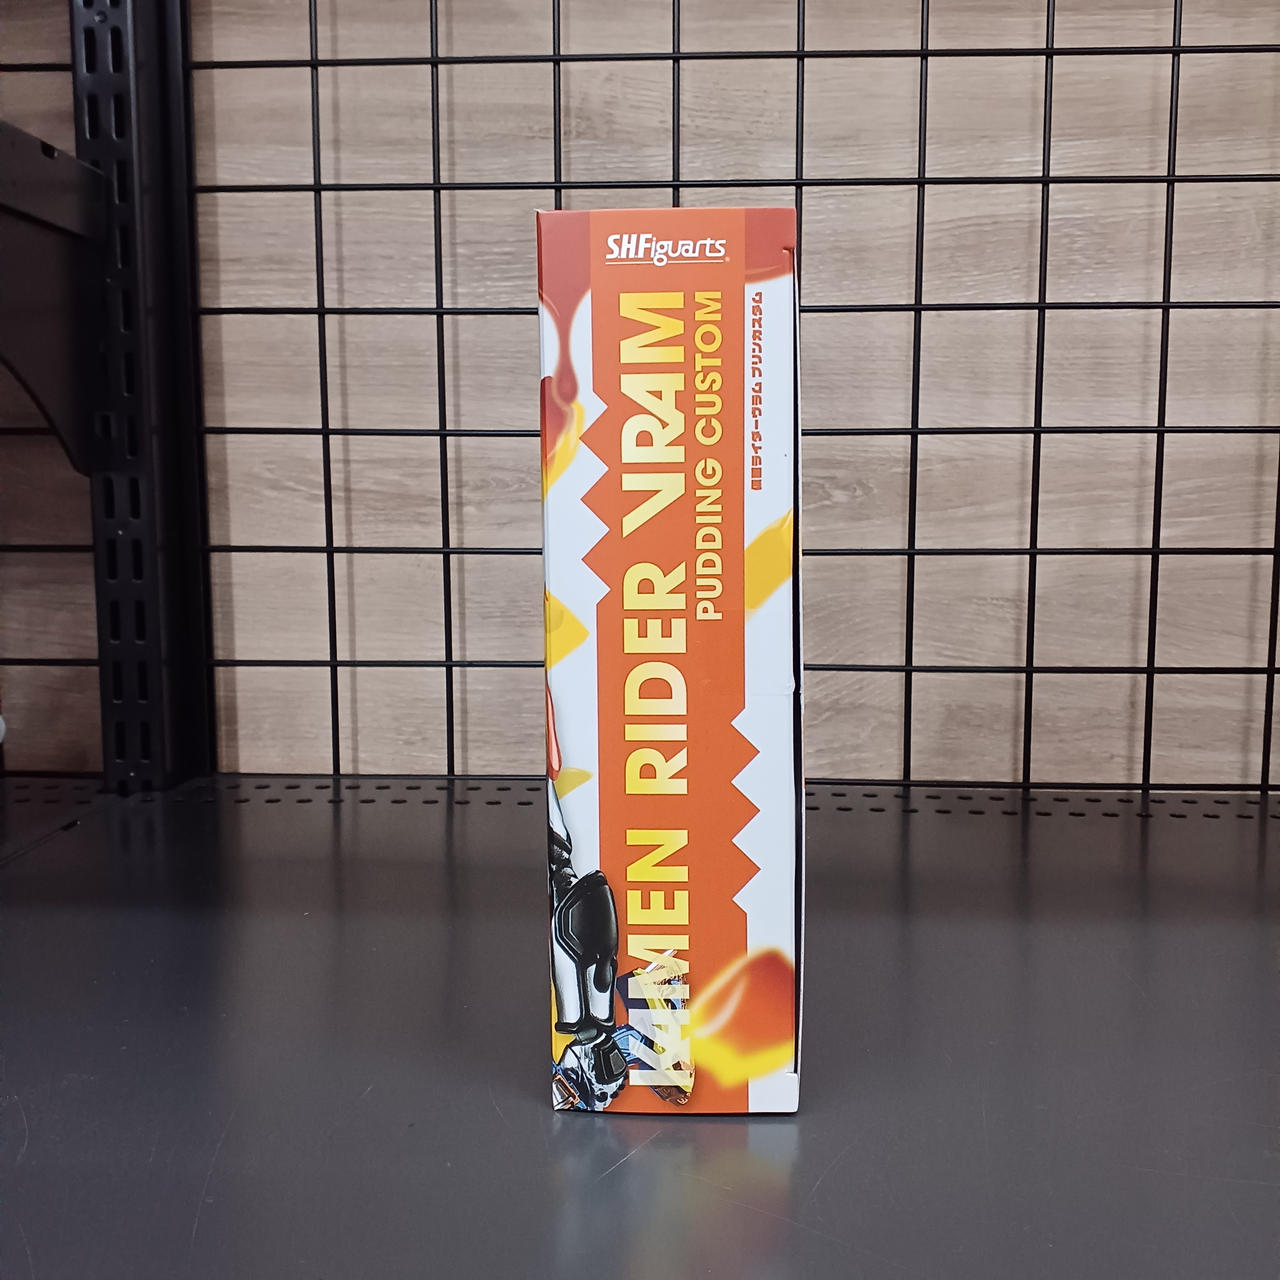 S.H.Figuarts
KAMEN RIDER VRAM
PUDDING CUSTOM
仮面ライダーヴラム プリンカスタム